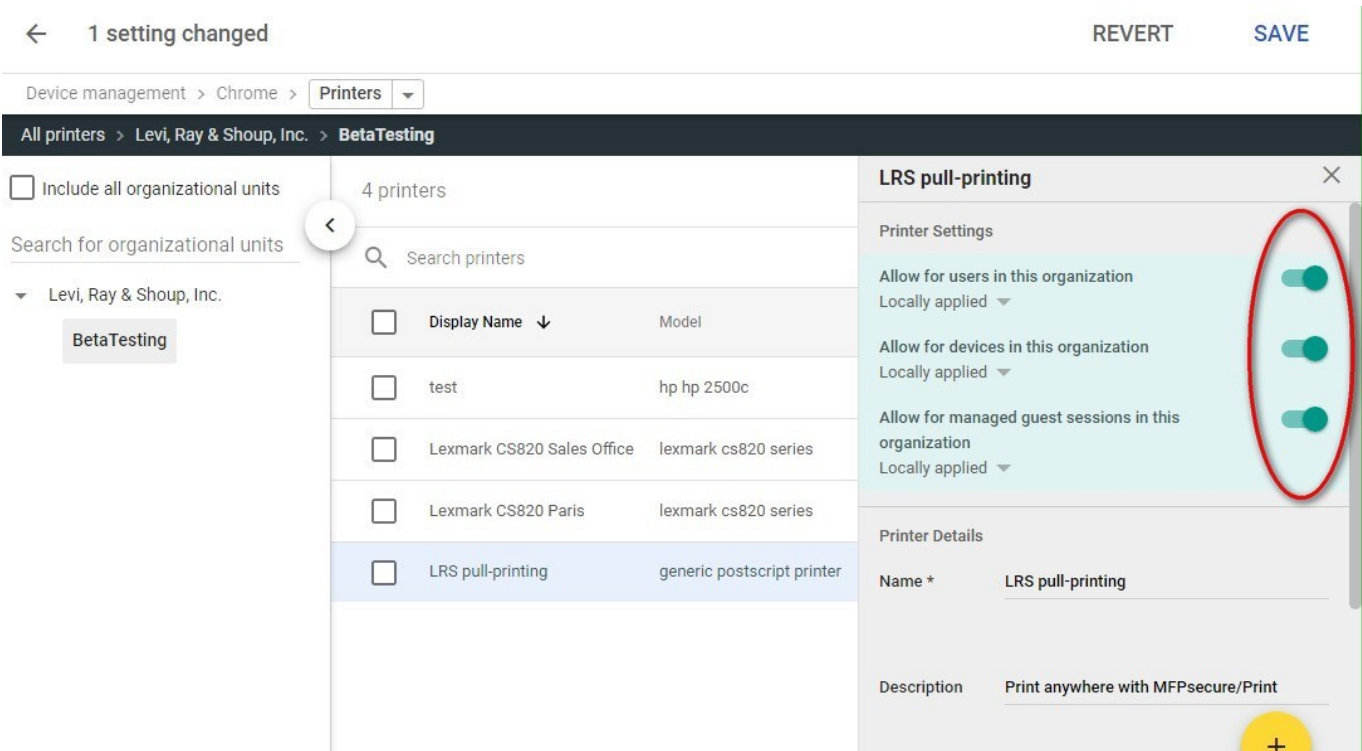 1 setting changed
REVERT
SAVE
Device management > Chrome > Printers
All printers > Levi, Ray & Shoup, Inc. > BetaTesting
Include all organizational units
Search for organizational units
Levi, Ray & Shoup, Inc.
BetaTesting
4 printers
Search printers
Display Name Model
test hp hp 2500c
Lexmark CS820 Sales Office lexmark cs820 series
Lexmark CS820 Paris lexmark cs820 series
LRS pull-printing generic postscript printer
LRS pull-printing
Printer Settings
Allow for users in this organization
Locally applied
Allow for devices in this organization
Locally applied
Allow for managed guest sessions in this
organization
Locally applied
Printer Details
Name * LRS pull-printing
Description Print anywhere with MFPsecure/Print